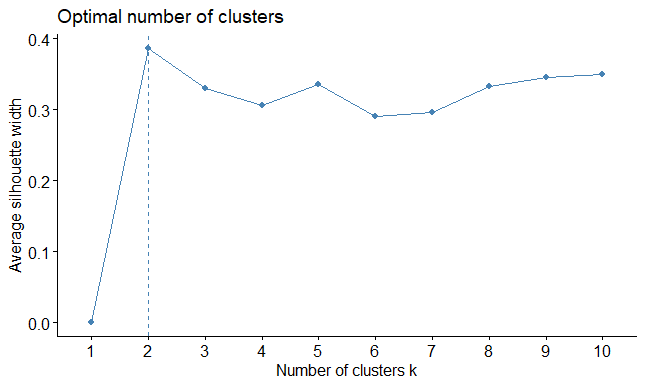 Optimal number of clusters
Average silhouette width
0.4
0.3
0.2
0.1
0.0
1 2 3 4 5 6 7 8 9 10
Number of clusters k